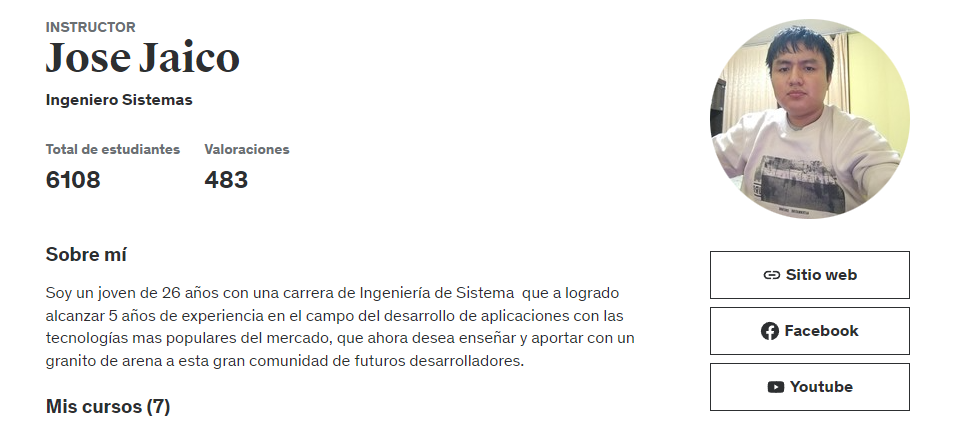 INSTRUCTOR
Jose Jaico
Ingeniero Sistemas
Total de estudiantes Valoraciones
6108 483
Sobre mí
Soy un joven de 26 años con una carrera de Ingeniería de Sistema que a logrado
alcanzar 5 años de experiencia en el campo del desarrollo de aplicaciones con las
tecnologías mas populares del mercado, que ahora desea enseñar y aportar con un
granito de arena a esta gran comunidad de futuros desarrolladores.
Mis cursos (7)
Sitio web
Facebook
Youtube